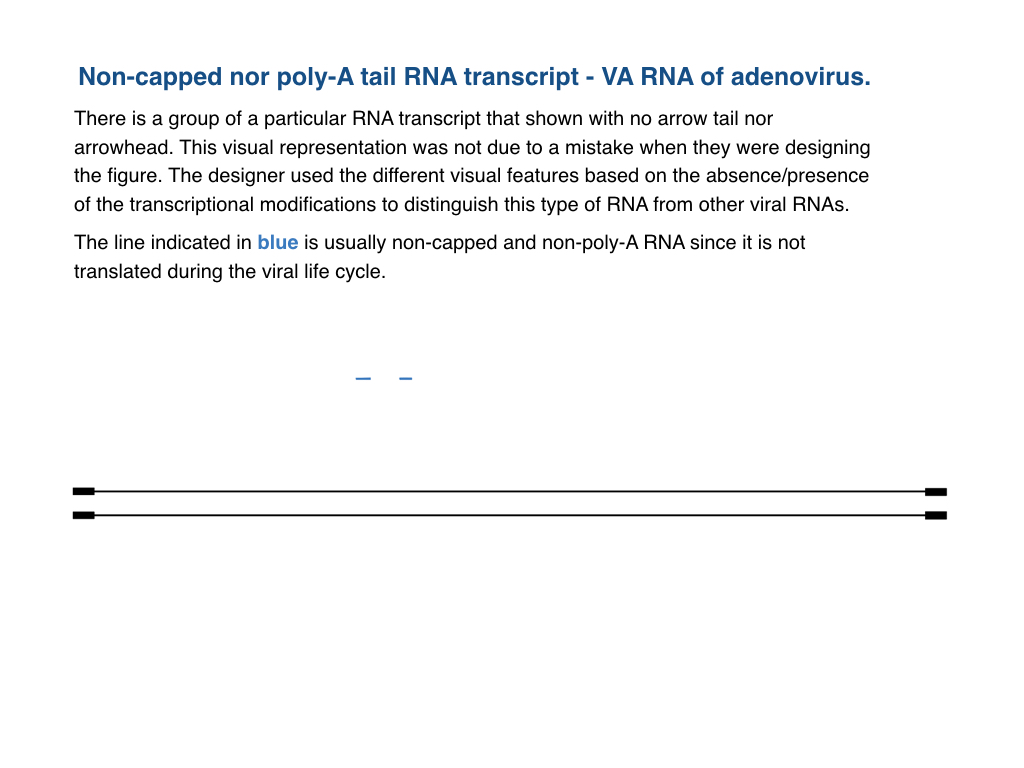 Non-capped nor poly-A tail RNA transcript - VA RNA of adenovirus.
There is a group of a particular RNA transcript that shown with no arrow tail nor
arrowhead. This visual representation was not due to a mistake when they were designing
the figure. The designer used the different visual features based on the absence/presence
of the transcriptional modifications to distinguish this type of RNA from other viral RNAs.
The line indicated in blue is usually non-capped and non-poly-A RNA since it is not
translated during the viral life cycle.